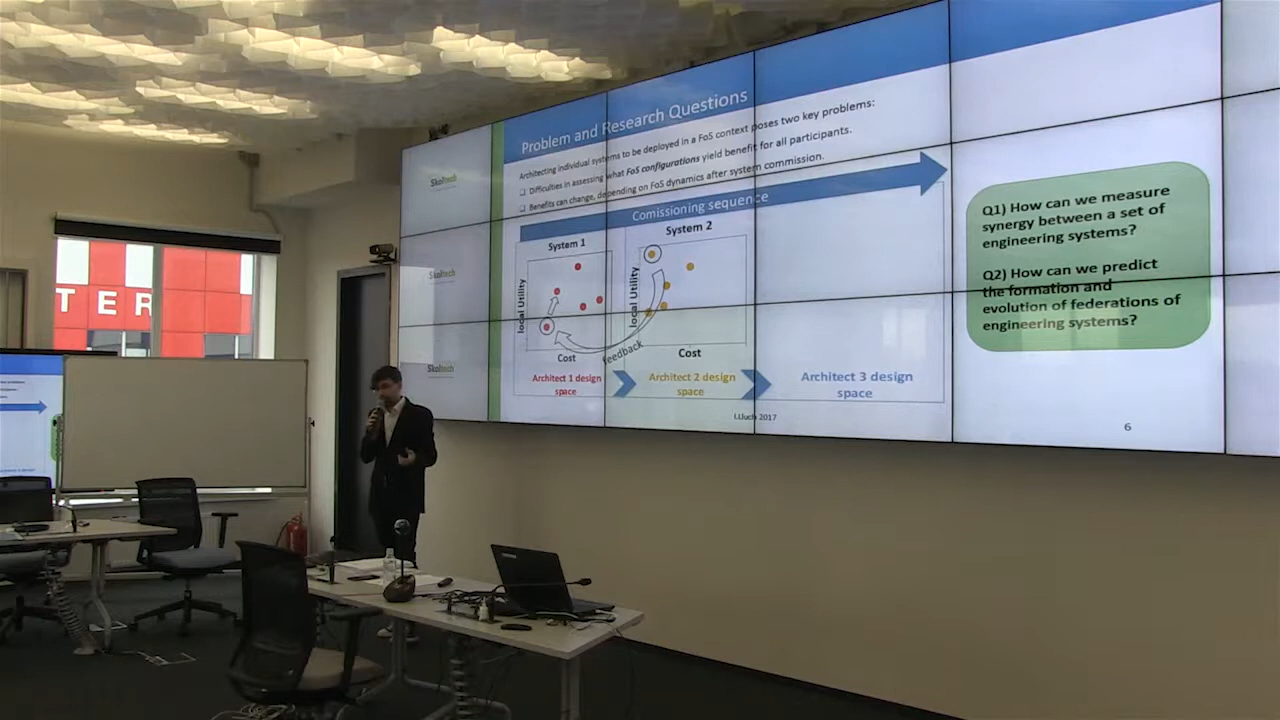 Problem and Research Questions
Architecting individual systems to be deployed in a FoS context poses two key problems:
Difficulties in assessing what FoS configurations yield benefit for all participants.
Benefits can change, depending on FoS dynamics after system commission.
Comissioning sequence
System 1
System 2
local Utility
local Utility
Cost
Cost
feedback
Architect 1 design
space
Architect 2 design
space
Architect 3 design
space
I.Lluch 2017
6
Q1) How can we measure
synergy between a set of
engineering systems?
Q2) How can we predict
the formation and
evolution of federations of
engineering systems?
Skoltech
Skoltech
Skoltech
TER